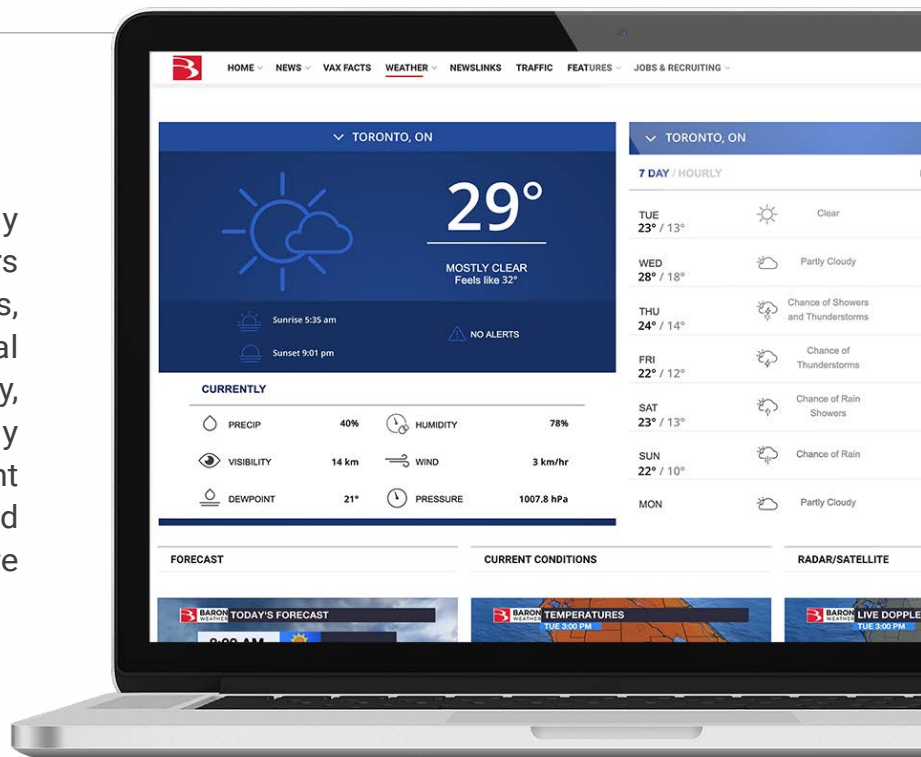 HOME
NEWS
VAX FACTS
WEATHER
NEWSLINKS
TRAFFIC
FEATURES
JOBS & RECRUITING
TORONTO, ON
29°
MOSTLY CLEAR
Feels like 32°
Sunrise 5:35 am
Sunset 9:01 pm
NO ALERTS
CURRENTLY
PRECIP 40%
HUMIDITY 78%
VISIBILITY 14 km
WIND 3 km/hr
DEWPOINT 21°
PRESSURE 1007.8 hPa
TORONTO, ON
7 DAY / HOURLY
TUE
23° / 13°
Clear
WED
28° / 18°
Partly Cloudy
THU
24° / 14°
Chance of Showers
and Thunderstorms
FRI
22° / 12°
Chance of
Thunderstorms
SAT
23° / 13°
Chance of Rain
Showers
SUN
22° / 10°
Chance of Rain
MON
Partly Cloudy
FORECAST
CURRENT CONDITIONS
RADAR/SATELLITE
BARON
WEATHER
TODAY'S FORECAST
BARON
WEATHER
TEMPERATURES
TUE 3:00 PM
BARON
WEATHER
LIVE DOPPLE
TUE 3:00 PM